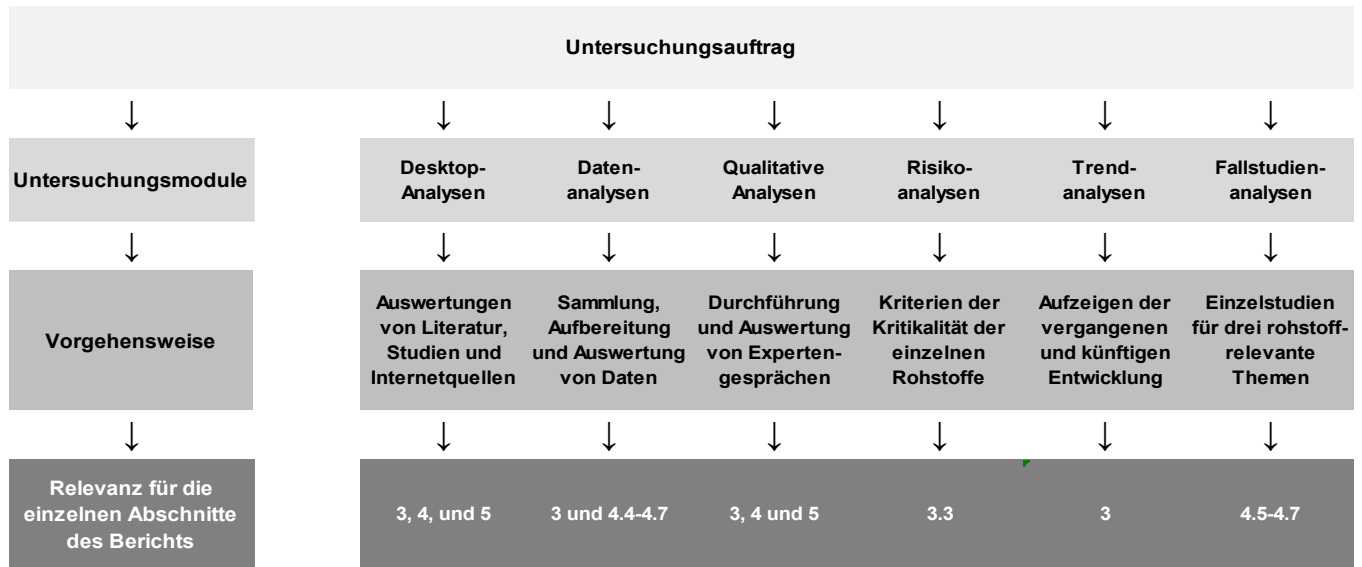 Untersuchungsauftrag
↓ ↓ ↓ ↓ ↓ ↓ ↓
Untersuchungsmodule
Desktop-
Analysen
Daten-
analysen
Qualitative
Analysen
Risiko-
analysen
Trend-
analysen
Fallstudien-
analysen
↓ ↓ ↓ ↓ ↓ ↓ ↓
Vorgehensweise
Auswertungen
von Literatur,
Studien und
Internetquellen
Sammlung,
Aufbereitung
und Auswertung
von Daten
Durchführung
und Auswertung
von Experten-
gesprächen
Kriterien der
Kritikalität der
einzelnen
Rohstoffe
Aufzeigen der
vergangenen
und künftigen
Entwicklung
Einzelstudien
für drei rohstoff-
relevante
Themen
↓ ↓ ↓ ↓ ↓ ↓ ↓
Relevanz für die
einzelnen Abschnitte
des Berichts
3, 4, und 5
3 und 4.4-4.7
3, 4 und 5
3.3
3
4.5-4.7